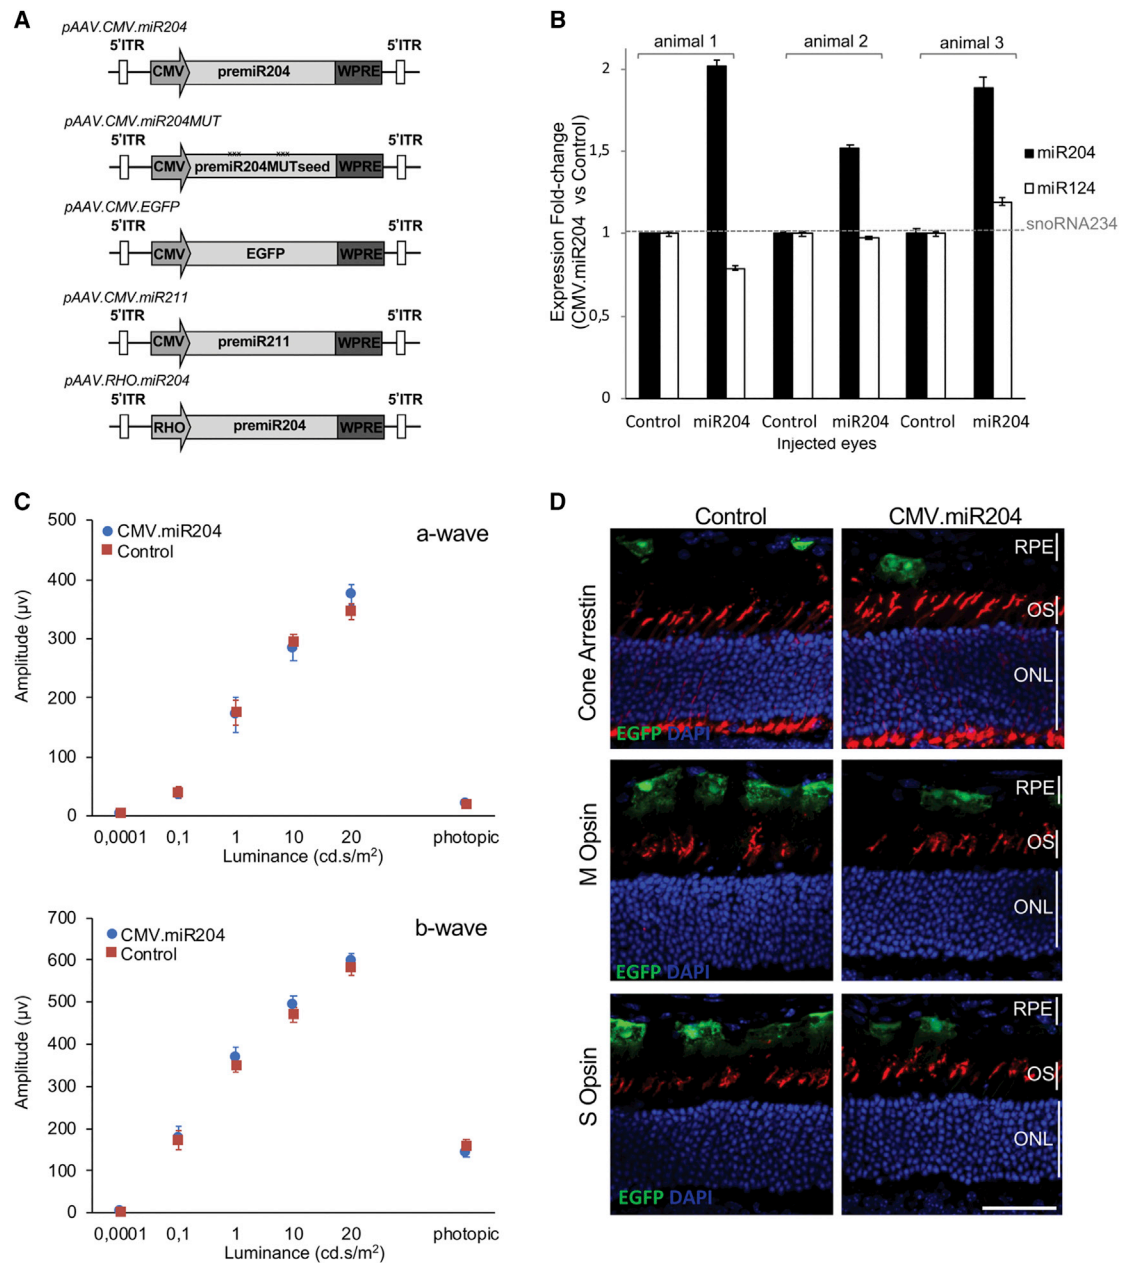 A
pAAV.CMV.miR204
5'ITR 5'ITR
CMV premiR204 WPRE
pAAV.CMV.miR204MUT
5'ITR 5'ITR
xxx xxx
CMV premiR204MUTseed WPRE
pAAV.CMV.EGFP
5'ITR 5'ITR
CMV EGFP WPRE
pAAV.CMV.miR211
5'ITR 5'ITR
CMV premiR211 WPRE
pAAV.RHO.miR204
5'ITR 5'ITR
RHO premiR204 WPRE
B
animal 1 animal 2 animal 3
Expression Fold-change
(CMV.miR204 vs Control)
2
1,5
1
0,5
0
miR204
miR124
snoRNA234
Control miR204 Control miR204 Control miR204
Injected eyes
C
a-wave
CMV.miR204
Control
Amplitude (μv)
500
400
300
200
100
0
0,0001 0,1 1 10 20 photopic
Luminance (cd.s/m²)
b-wave
CMV.miR204
Control
Amplitude (μv)
700
600
500
400
300
200
100
0
0,0001 0,1 1 10 20 photopic
Luminance (cd.s/m²)
D
Control CMV.miR204
Cone Arrestin
RPE
OS
ONL
EGFP DAPI
M Opsin
RPE
OS
ONL
EGFP DAPI
S Opsin
RPE
OS
ONL
EGFP DAPI